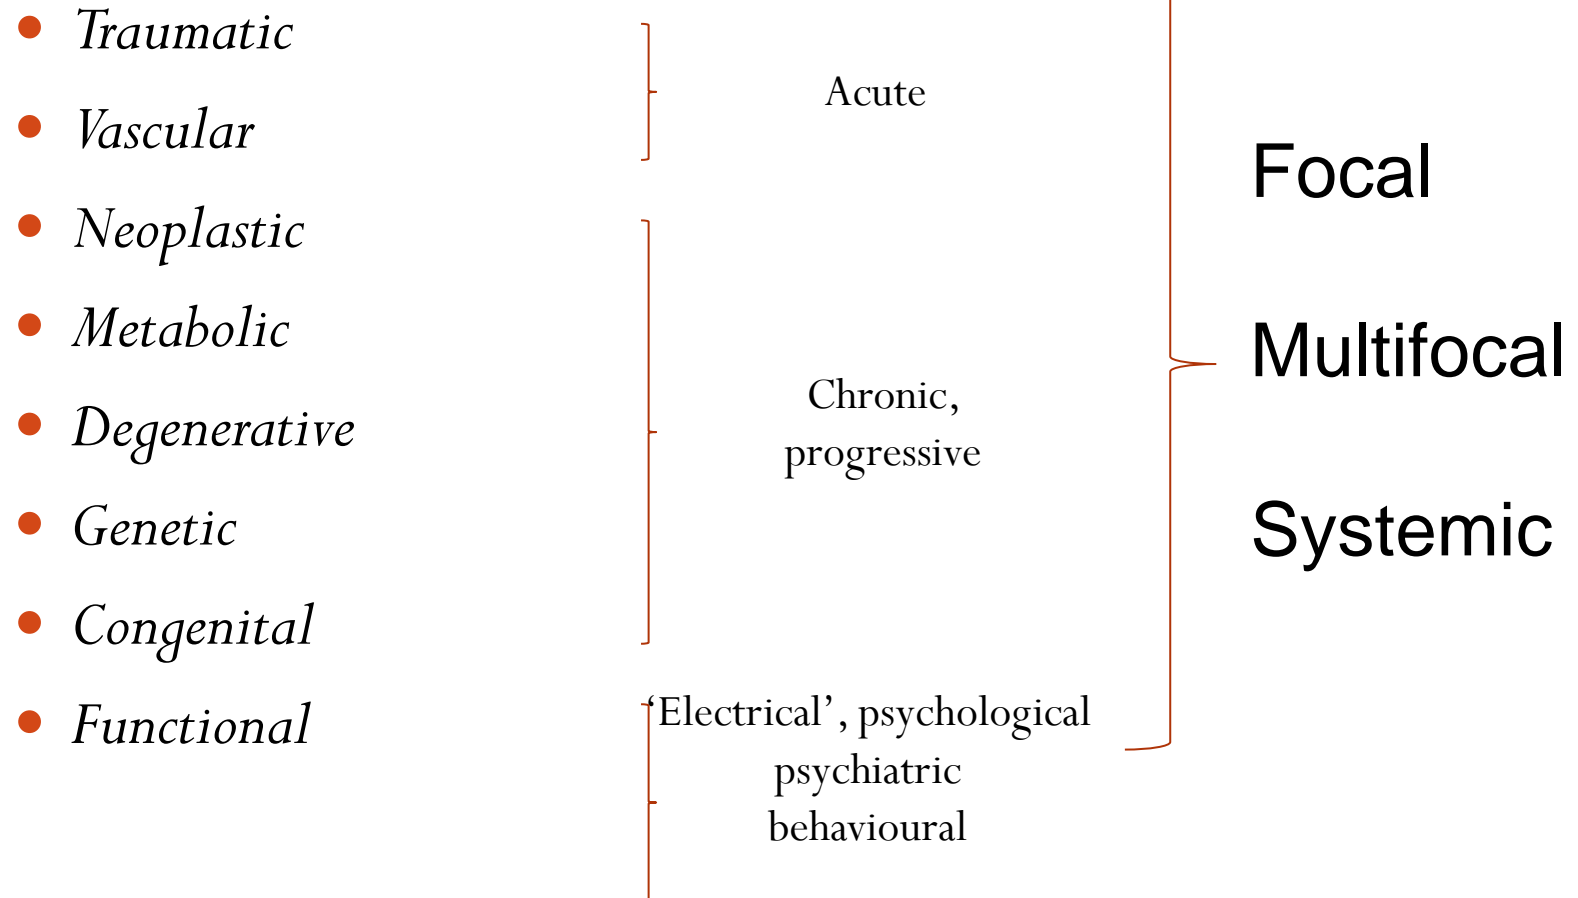 Traumatic
Vascular
Neoplastic
Metabolic
Degenerative
Genetic
Congenital
Functional
Acute
Chronic,
progressive
‘Electrical’, psychological
psychiatric
behavioural
Focal
Multifocal
Systemic